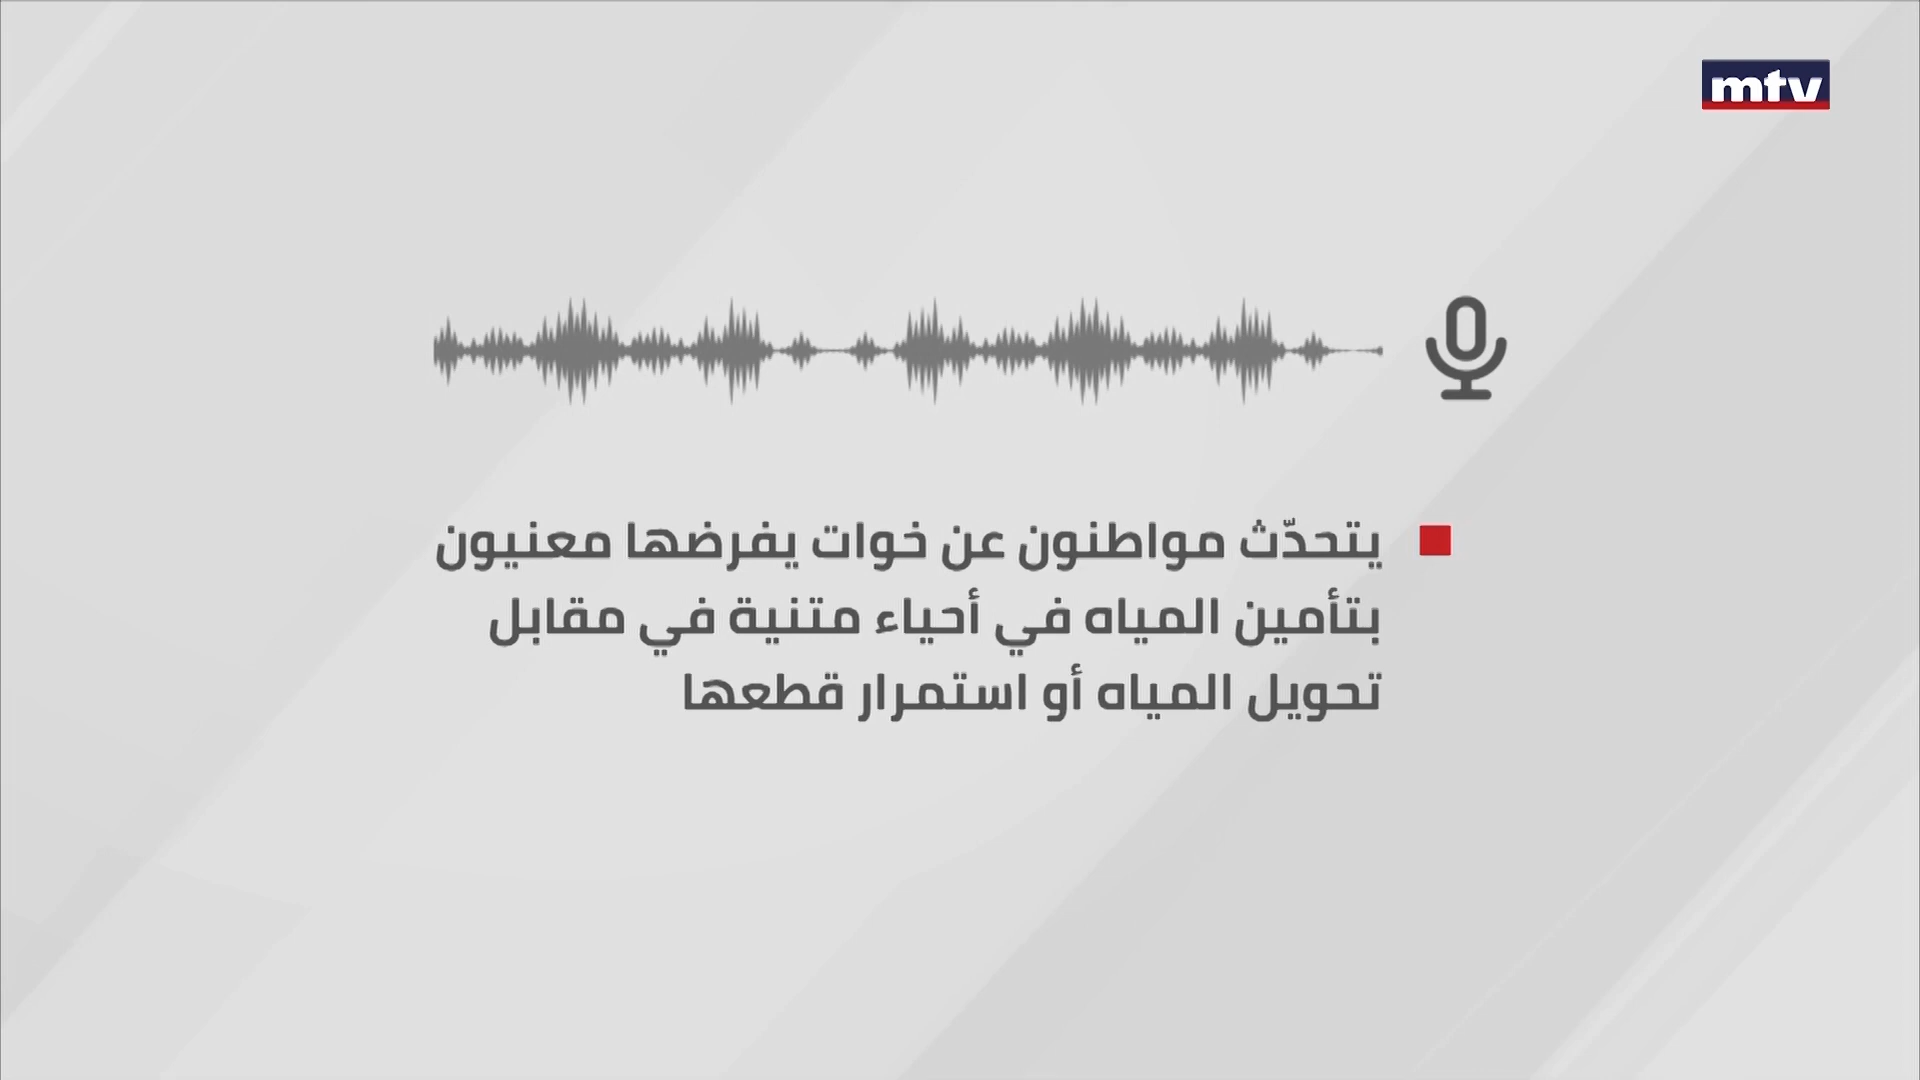 mtv
يتحدّث مواطنون عن خوات يفرضها معنيون
بتأمين المياه في أحياء متنية في مقابل
تحويل المياه أو استمرار قطعها